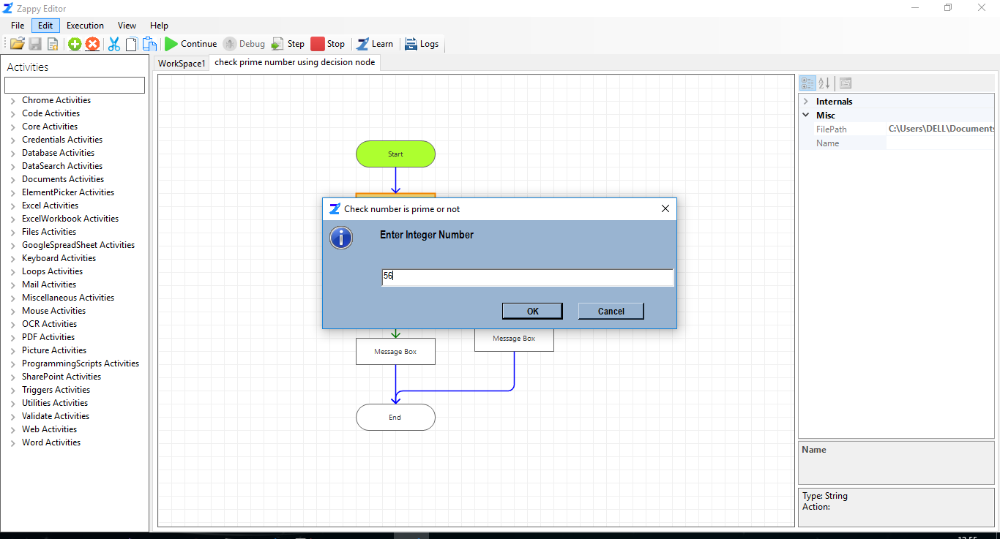 Zappy Editor
File Edit Execution View Help
Continue Debug Step Stop Learn Logs
Activities
WorkSpace1 check prime number using decision node
Chrome Activities
Code Activities
Core Activities
Credentials Activities
Database Activities
DataSearch Activities
Documents Activities
ElementPicker Activities
Excel Activities
ExcelWorkbook Activities
Files Activities
GoogleSpreadSheet Activities
Keyboard Activities
Loops Activities
Mail Activities
Miscellaneous Activities
Mouse Activities
OCR Activities
PDF Activities
Picture Activities
ProgrammingScripts Activities
SharePoint Activities
Triggers Activities
Utilities Activities
Validate Activities
Web Activities
Word Activities
Start
Check number is prime or not
Enter Integer Number
56
OK Cancel
Message Box
Message Box
End
Internals
Misc
FilePath C:\Users\DELL\Documents
Name
Name
Type: String
Action: